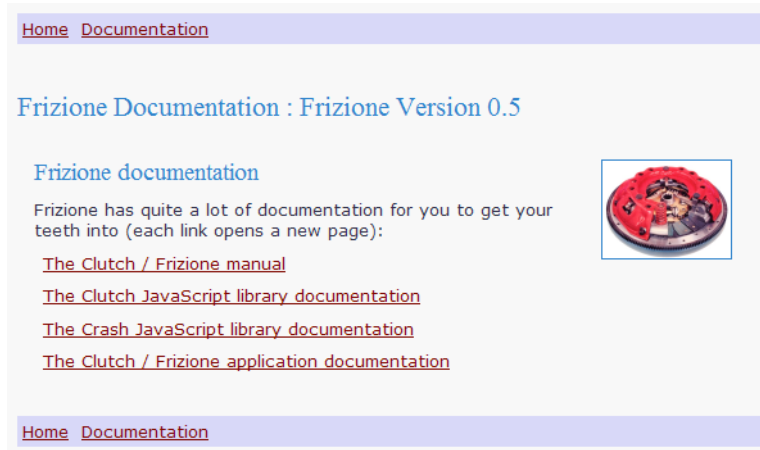 Home Documentation
Frizione Documentation : Frizione Version 0.5
Frizione documentation
Frizione has quite a lot of documentation for you to get your
teeth into (each link opens a new page):
The Clutch / Frizione manual
The Clutch JavaScript library documentation
The Crash JavaScript library documentation
The Clutch / Frizione application documentation
Home Documentation